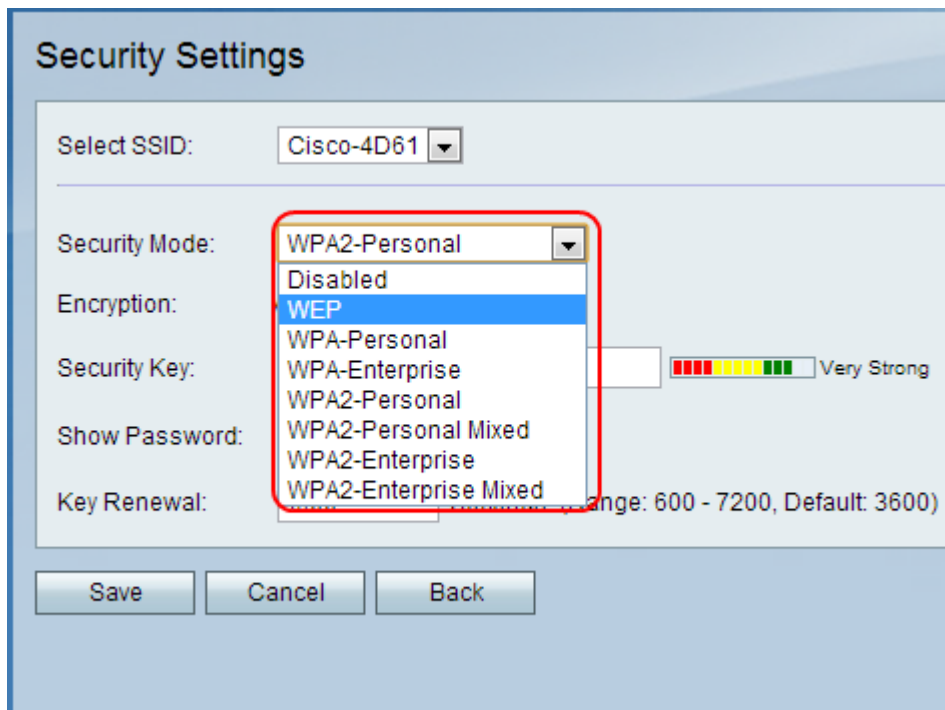 Security Settings
Select SSID: Cisco-4D61
Security Mode: WPA2-Personal
Disabled
Encryption:
WEP
WPA-Personal
Security Key:
WPA-Enterprise
Very Strong
WPA2-Personal
Show Password:
WPA2-Personal Mixed
WPA2-Enterprise
WPA2-Enterprise Mixed
Key Renewal: 600 - 7200, Default: 3600)
Save Cancel Back